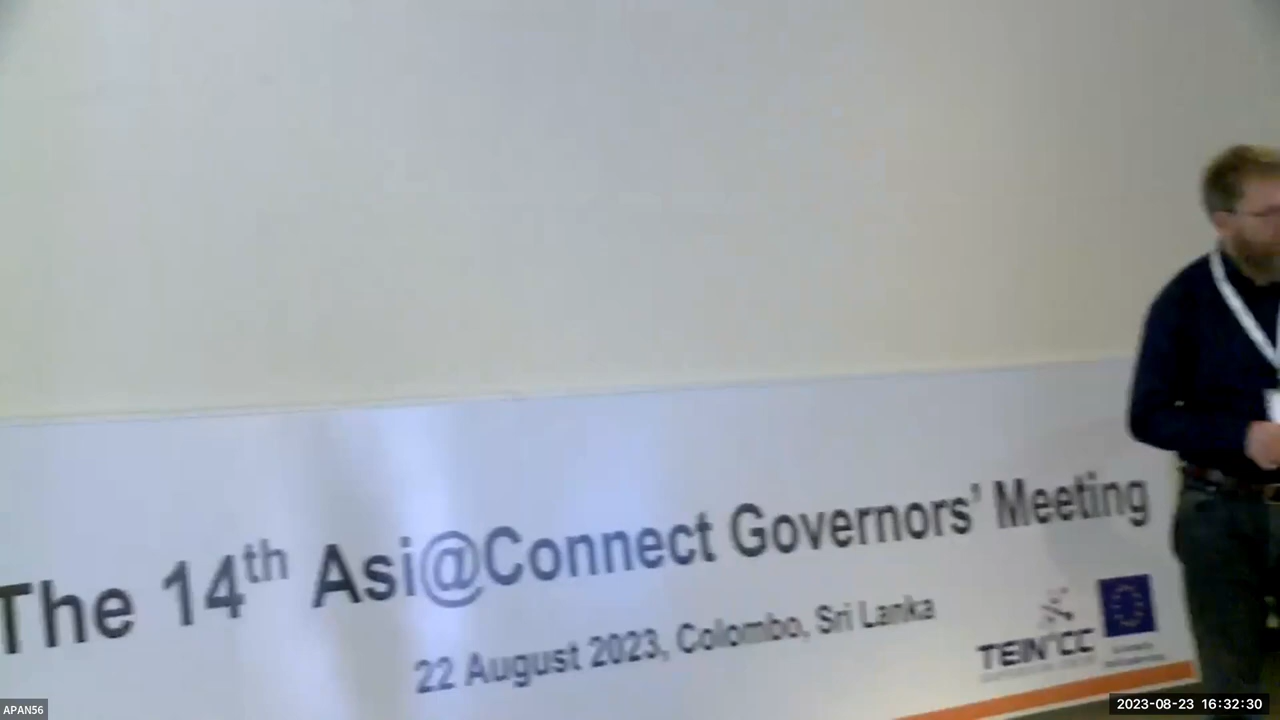 The 14th Asi@Connect Governors' Meeting
22 August 2023, Colombo, Sri Lanka
TEIN*CC
APAN56
2023-08-23 16:32:30